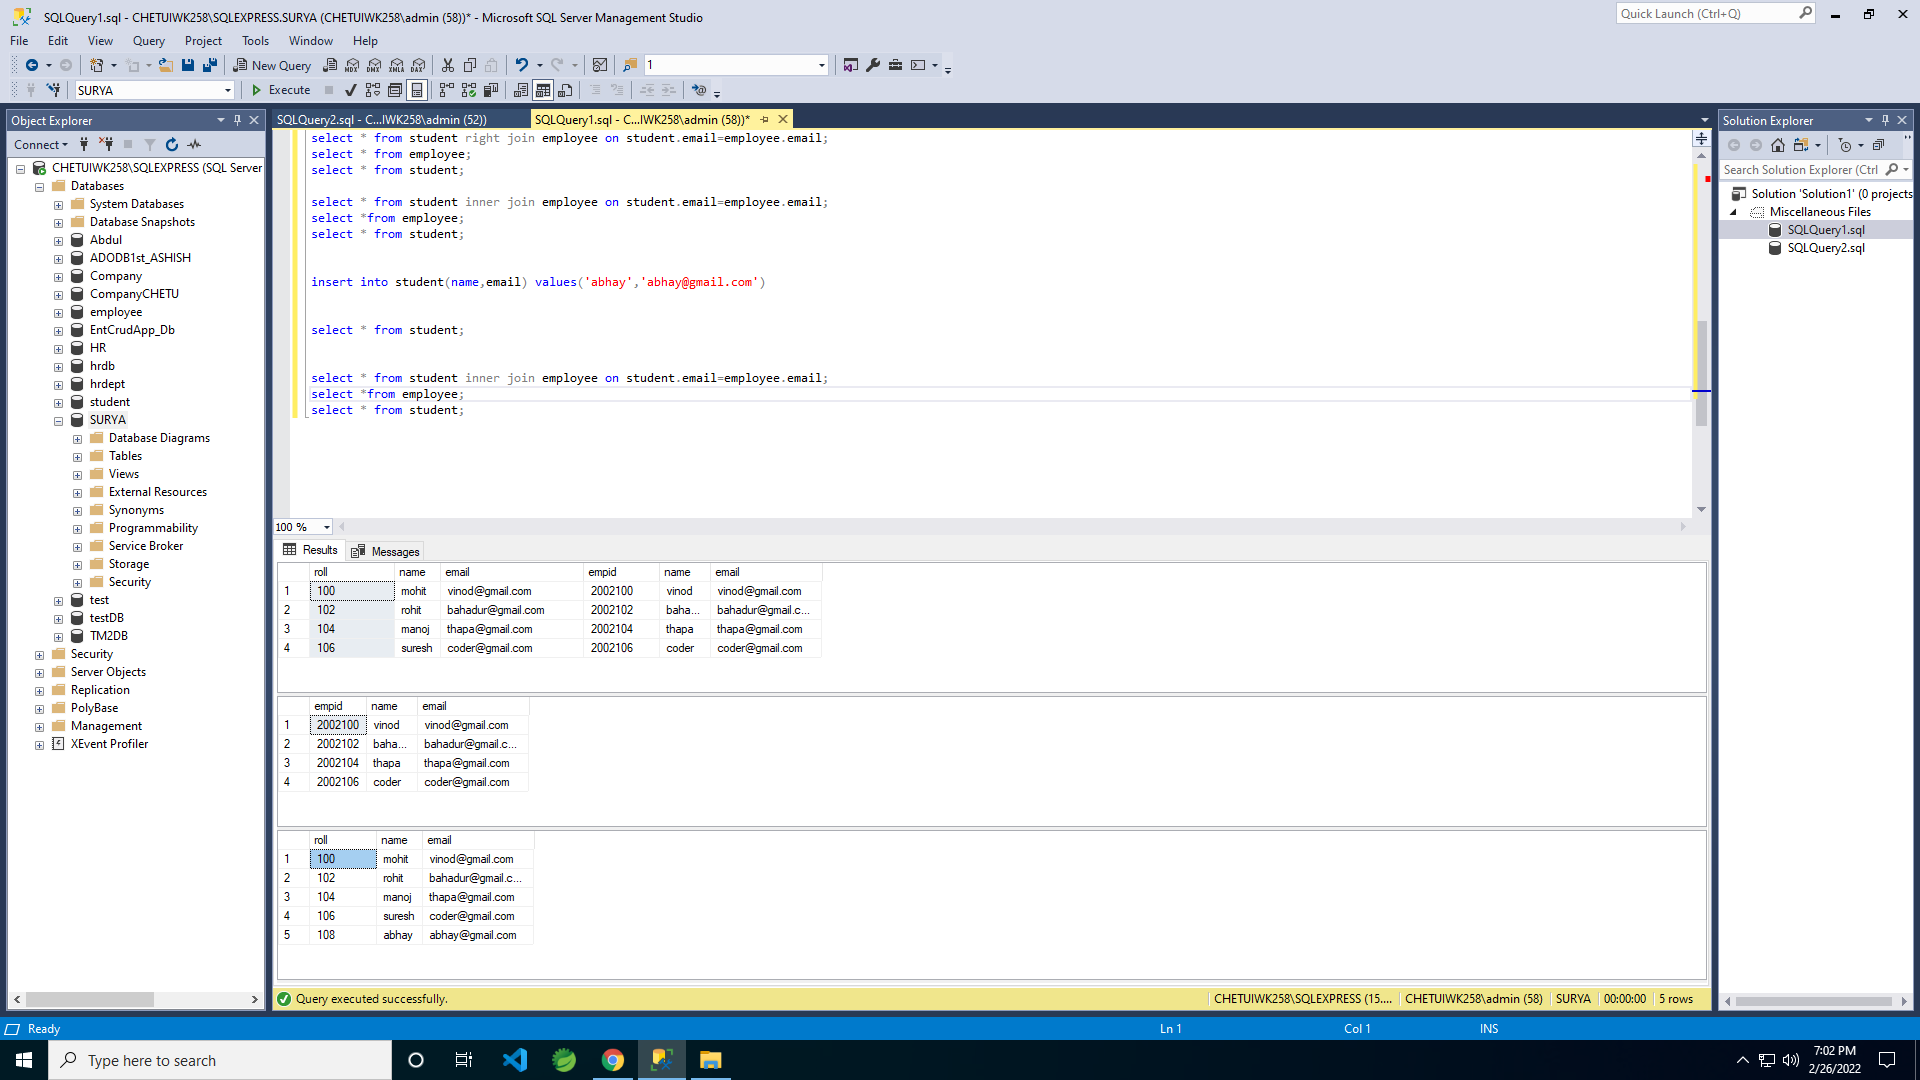 SQLQuery1.sql - CHETUIWK258\SQLEXPRESS.SURYA (CHETUIWK258\admin (58))* - Microsoft SQL Server Management Studio
Quick Launch (Ctrl+Q)
File Edit View Query Project Tools Window Help
New Query MDX DMX XMLA DAX 1
SURYA Execute
Object Explorer
Connect
CHETUIWK258\SQLEXPRESS (SQL Server
Databases
System Databases
Database Snapshots
Abdul
ADODB1st_ASHISH
Company
CompanyCHETU
employee
EntCrudApp_Db
HR
hrdb
hrdept
student
SURYA
Database Diagrams
Tables
Views
External Resources
Synonyms
Programmability
Service Broker
Storage
Security
test
testDB
TM2DB
Security
Server Objects
Replication
PolyBase
Management
XEvent Profiler
SQLQuery2.sql - C...IWK258\admin (52))
SQLQuery1.sql - C...IWK258\admin (58))*
select * from student right join employee on student.email=employee.email;
select * from employee;
select * from student;
select * from student inner join employee on student.email=employee.email;
select *from employee;
select * from student;
insert into student(name,email) values('abhay','abhay@gmail.com')
select * from student;
select * from student inner join employee on student.email=employee.email;
select *from employee;
select * from student;
100 %
Results Messages
roll name email empid name email
1 100 mohit vinod@gmail.com 2002100 vinod vinod@gmail.com
2 102 rohit bahadur@gmail.com 2002102 baha... bahadur@gmail.c...
3 104 manoj thapa@gmail.com 2002104 thapa thapa@gmail.com
4 106 suresh coder@gmail.com 2002106 coder coder@gmail.com
empid name email
1 2002100 vinod vinod@gmail.com
2 2002102 baha... bahadur@gmail.c...
3 2002104 thapa thapa@gmail.com
4 2002106 coder coder@gmail.com
roll name email
1 100 mohit vinod@gmail.com
2 102 rohit bahadur@gmail.c...
3 104 manoj thapa@gmail.com
4 106 suresh coder@gmail.com
5 108 abhay abhay@gmail.com
Query executed successfully. CHETUIWK258\SQLEXPRESS (15.... CHETUIWK258\admin (58) SURYA 00:00:00 5 rows
Solution Explorer
Search Solution Explorer (Ctrl
Solution 'Solution1' (0 projects
Miscellaneous Files
SQLQuery1.sql
SQLQuery2.sql
Ready Ln 1 Col 1 INS
Type here to search
7:02 PM
2/26/2022